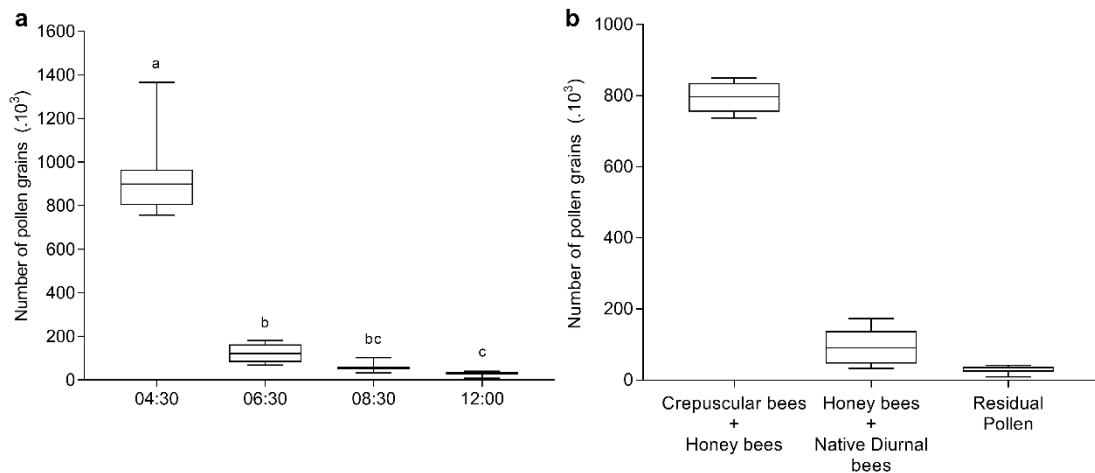 a
Number of pollen grains (.10³)
1600
1400
1200
1000
800
600
400
200
0
a
b
bc
c
04:30 06:30 08:30 12:00
b
Number of pollen grains (.10³)
1000
800
600
400
200
0
Crepuscular bees
+
Honey bees
Honey bees
+
Native Diurnal
bees
Residual
Pollen